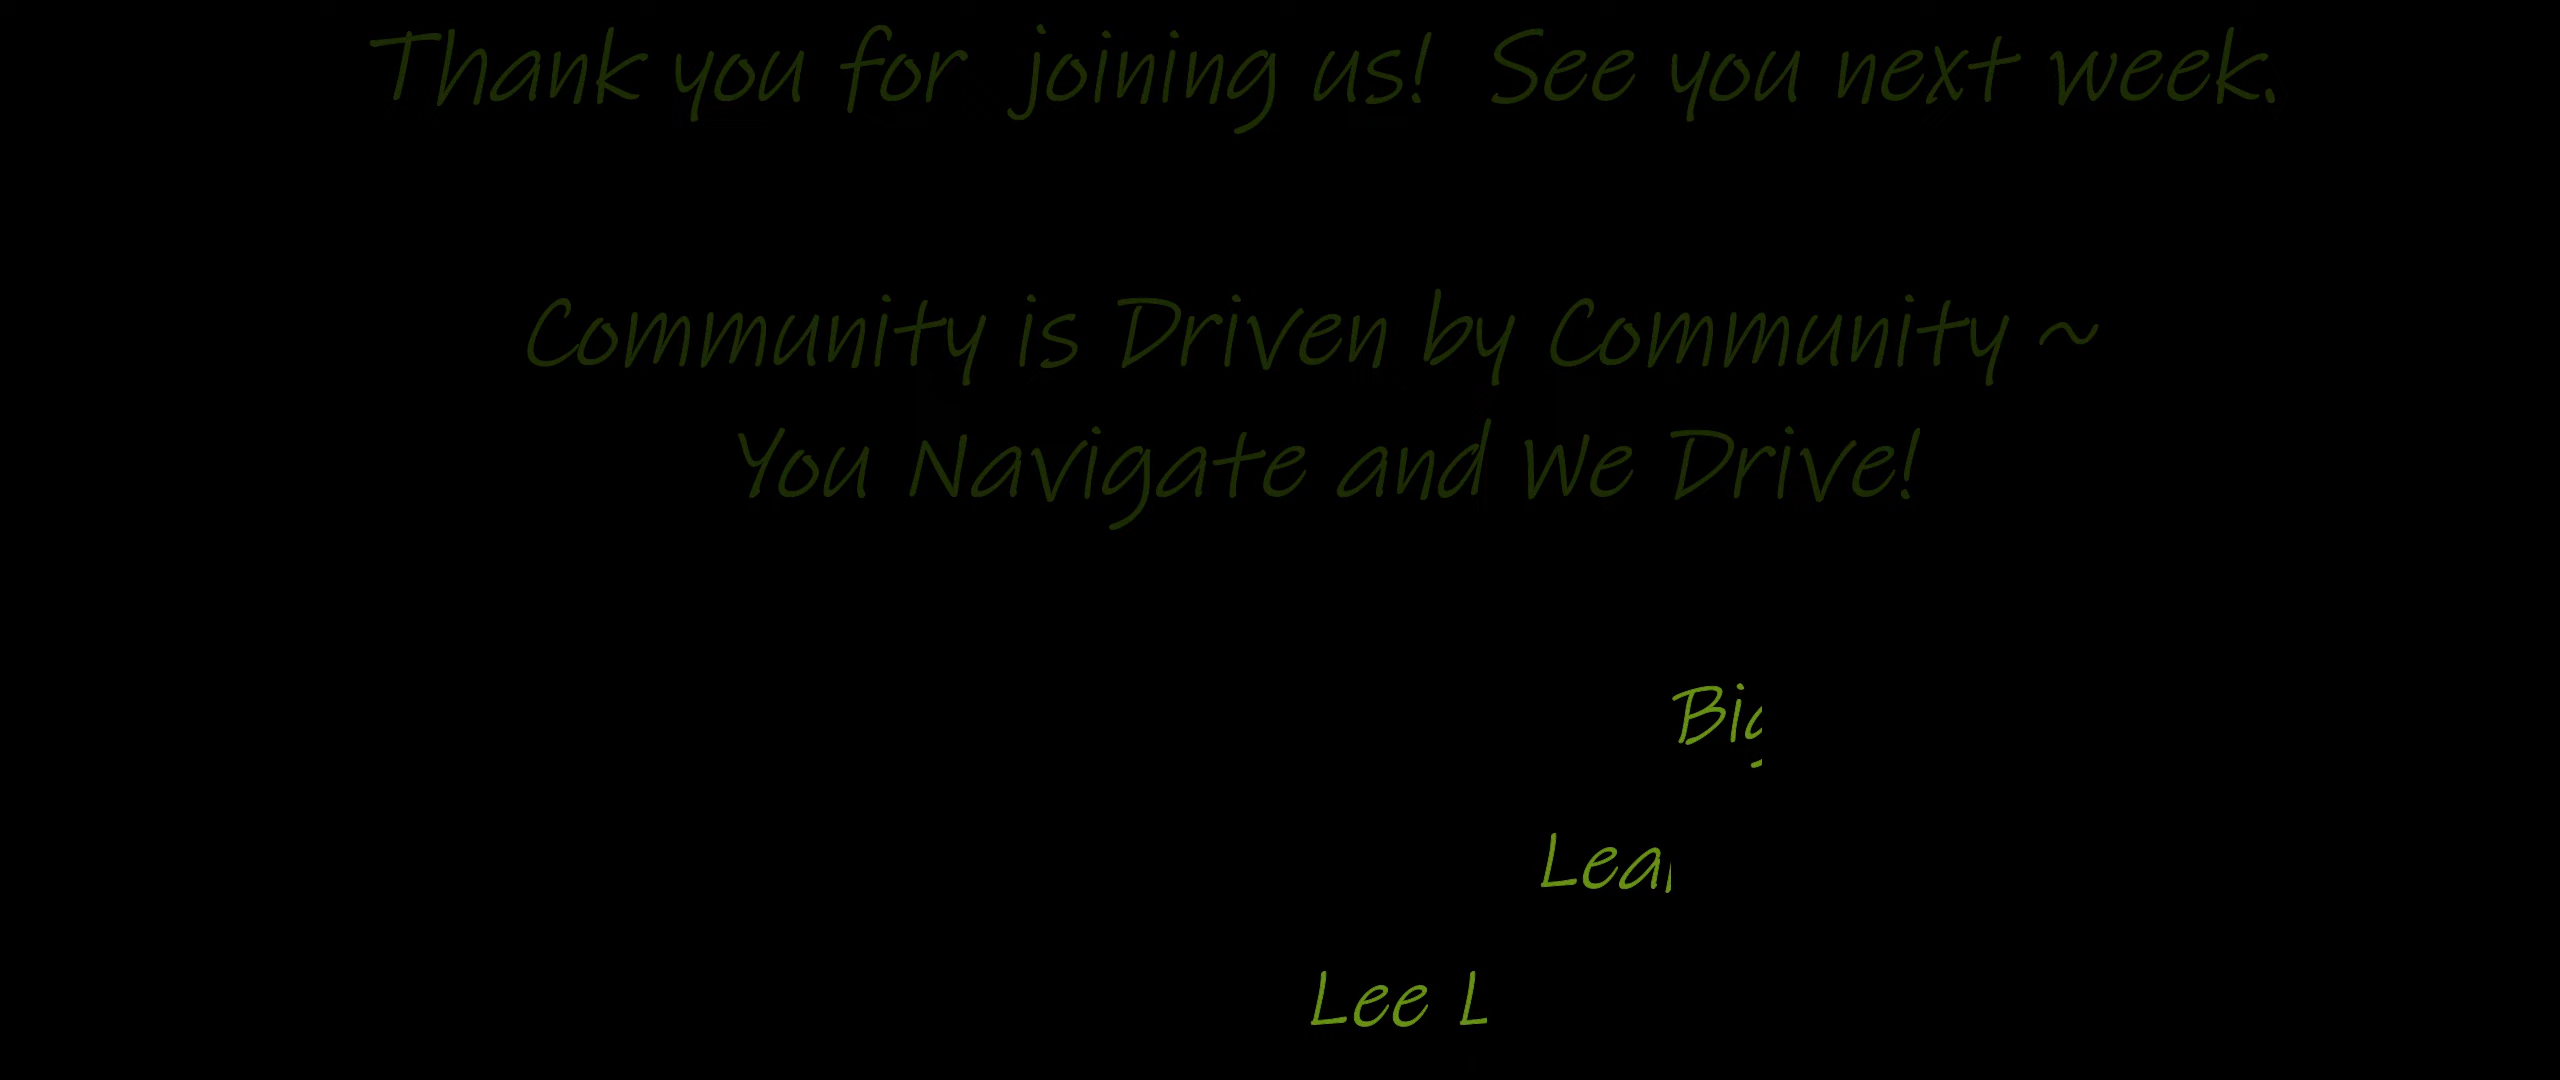 Thank you for joining us! See you next week.
Community is Driven by Community ~
You Navigate and We Drive!
Lee L